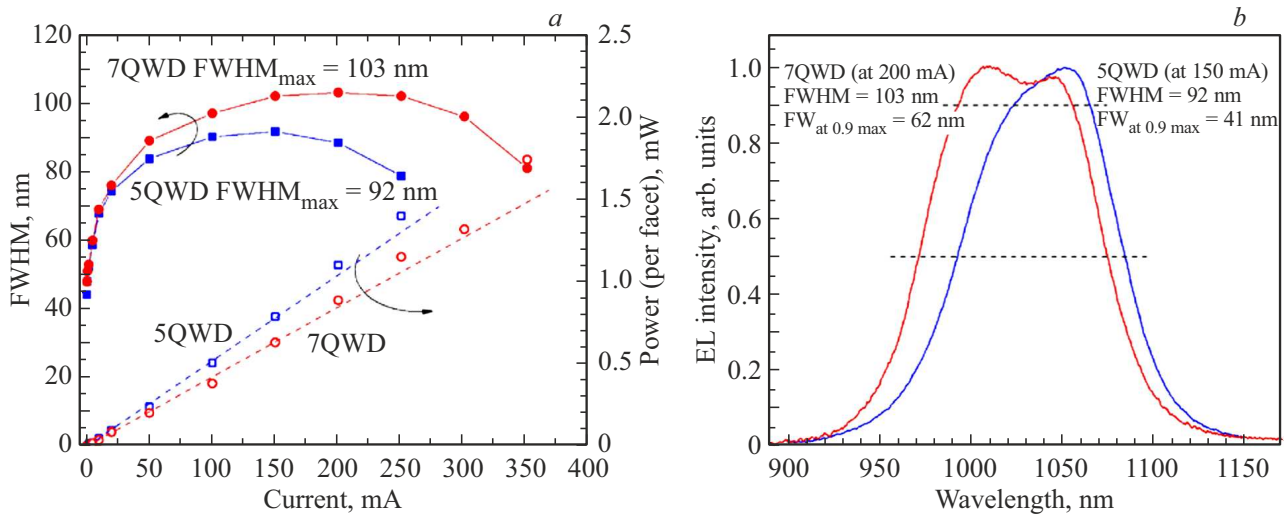 a
120
100
80
60
40
20
0
FWHM, nm
7QWD FWHMmax = 103 nm
5QWD FWHMmax = 92 nm
5QWD
7QWD
0
50
100
150
200
250
300
350
400
Current, mA
2.5
2.0
1.5
1.0
0.5
0
Power (per facet), mW
b
1.0
0.8
0.6
0.4
0.2
0
EL intensity, arb. units
7QWD (at 200 mA)
FWHM = 103 nm
FWat 0.9 max = 62 nm
5QWD (at 150 mA)
FWHM = 92 nm
FWat 0.9 max = 41 nm
900
950
1000
1050
1100
1150
Wavelength, nm